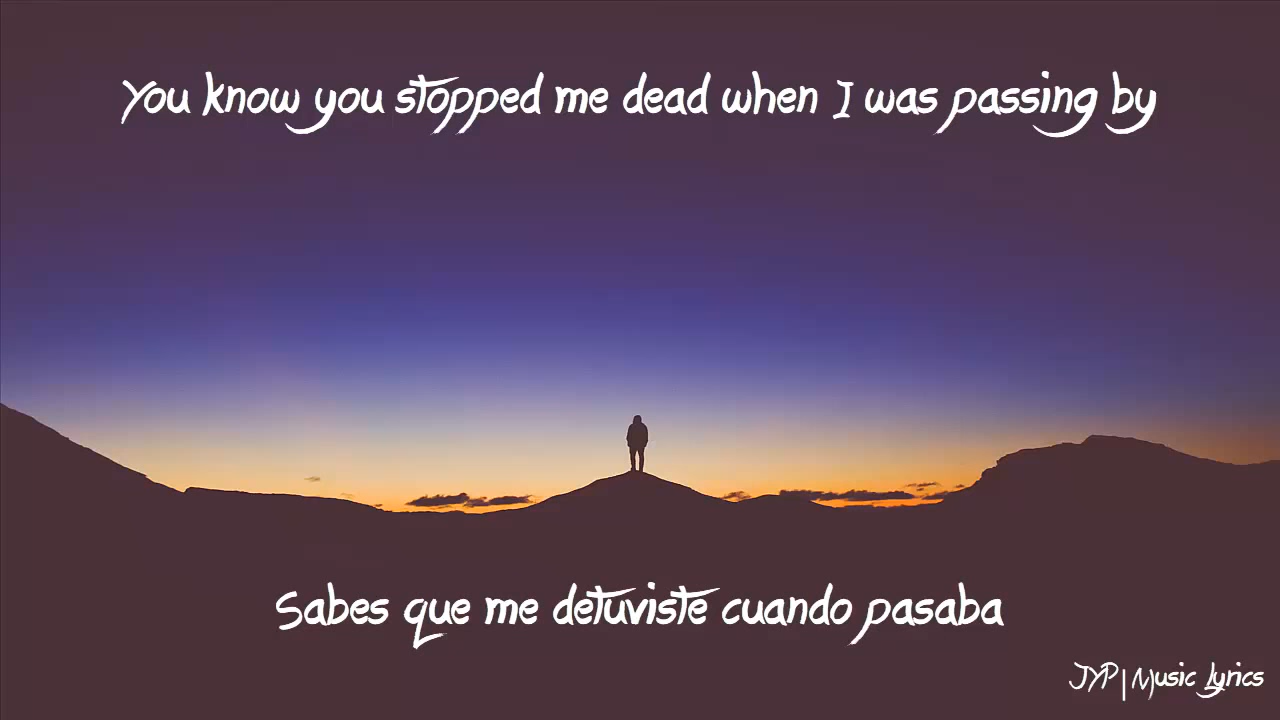 You know you stopped me dead when I was passing by
Sabes que me detuviste cuando pasaba
JYP | Music Lyrics